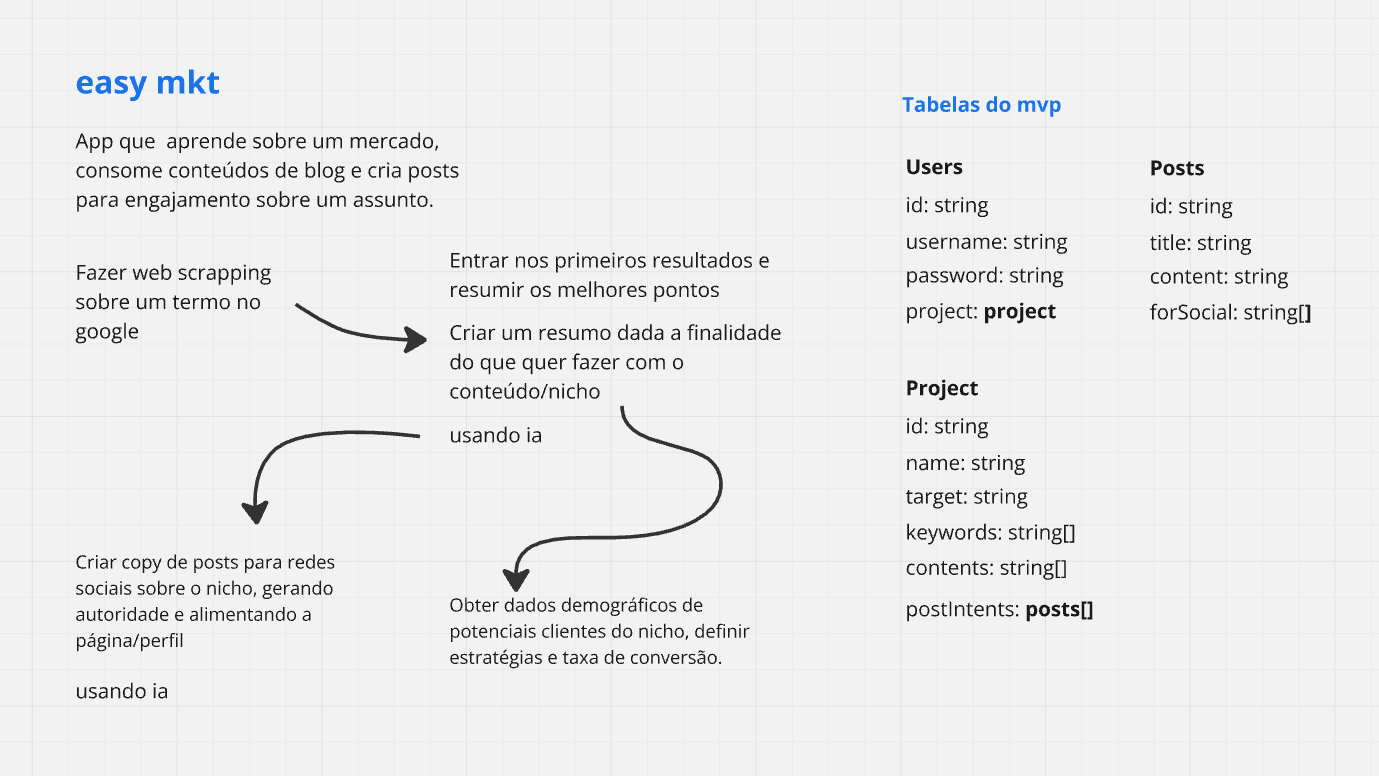 easy mkt
App que  aprende sobre um mercado,
consome conteúdos de blog e cria posts
para engajamento sobre um assunto.
Fazer web scrapping
sobre um termo no
google
Entrar nos primeiros resultados e
resumir os melhores pontos
Criar um resumo dada a finalidade
do que quer fazer com o
conteúdo/nicho
usando ia
Criar copy de posts para redes
sociais sobre o nicho, gerando
autoridade e alimentando a
página/perfil
usando ia
Obter dados demográficos de
potenciais clientes do nicho, definir
estratégias e taxa de conversão.
Tabelas do mvp
Users
id: string
username: string
password: string
project: project
Posts
id: string
title: string
content: string
forSocial: string[]
Project
id: string
name: string
target: string
keywords: string[]
contents: string[]
postIntents: posts[]